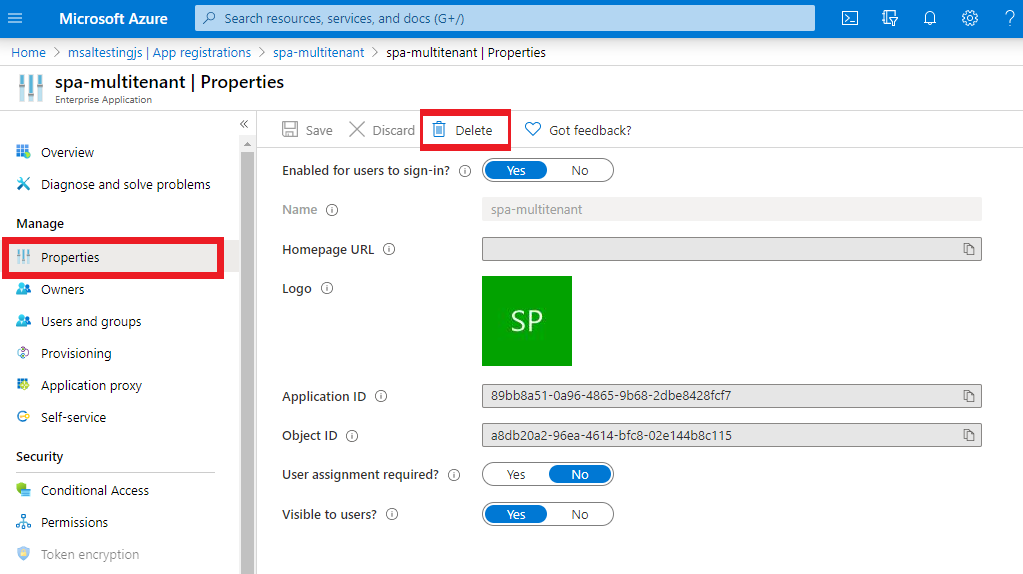 Microsoft Azure
Search resources, services, and docs (G+/)
Home > msaltestingjs | App registrations > spa-multitenant > spa-multitenant | Properties
spa-multitenant | Properties
Enterprise Application
Overview
Diagnose and solve problems
Manage
Properties
Owners
Users and groups
Provisioning
Application proxy
Self-service
Security
Conditional Access
Permissions
Token encryption
Save Discard Delete Got feedback?
Enabled for users to sign-in? Yes No
Name spa-multitenant
Homepage URL
Logo
SP
Application ID 89bb8a51-0a96-4865-9b68-2dbe8428fcf7
Object ID a8db20a2-96ea-4614-bfc8-02e144b8c115
User assignment required? Yes No
Visible to users? Yes No